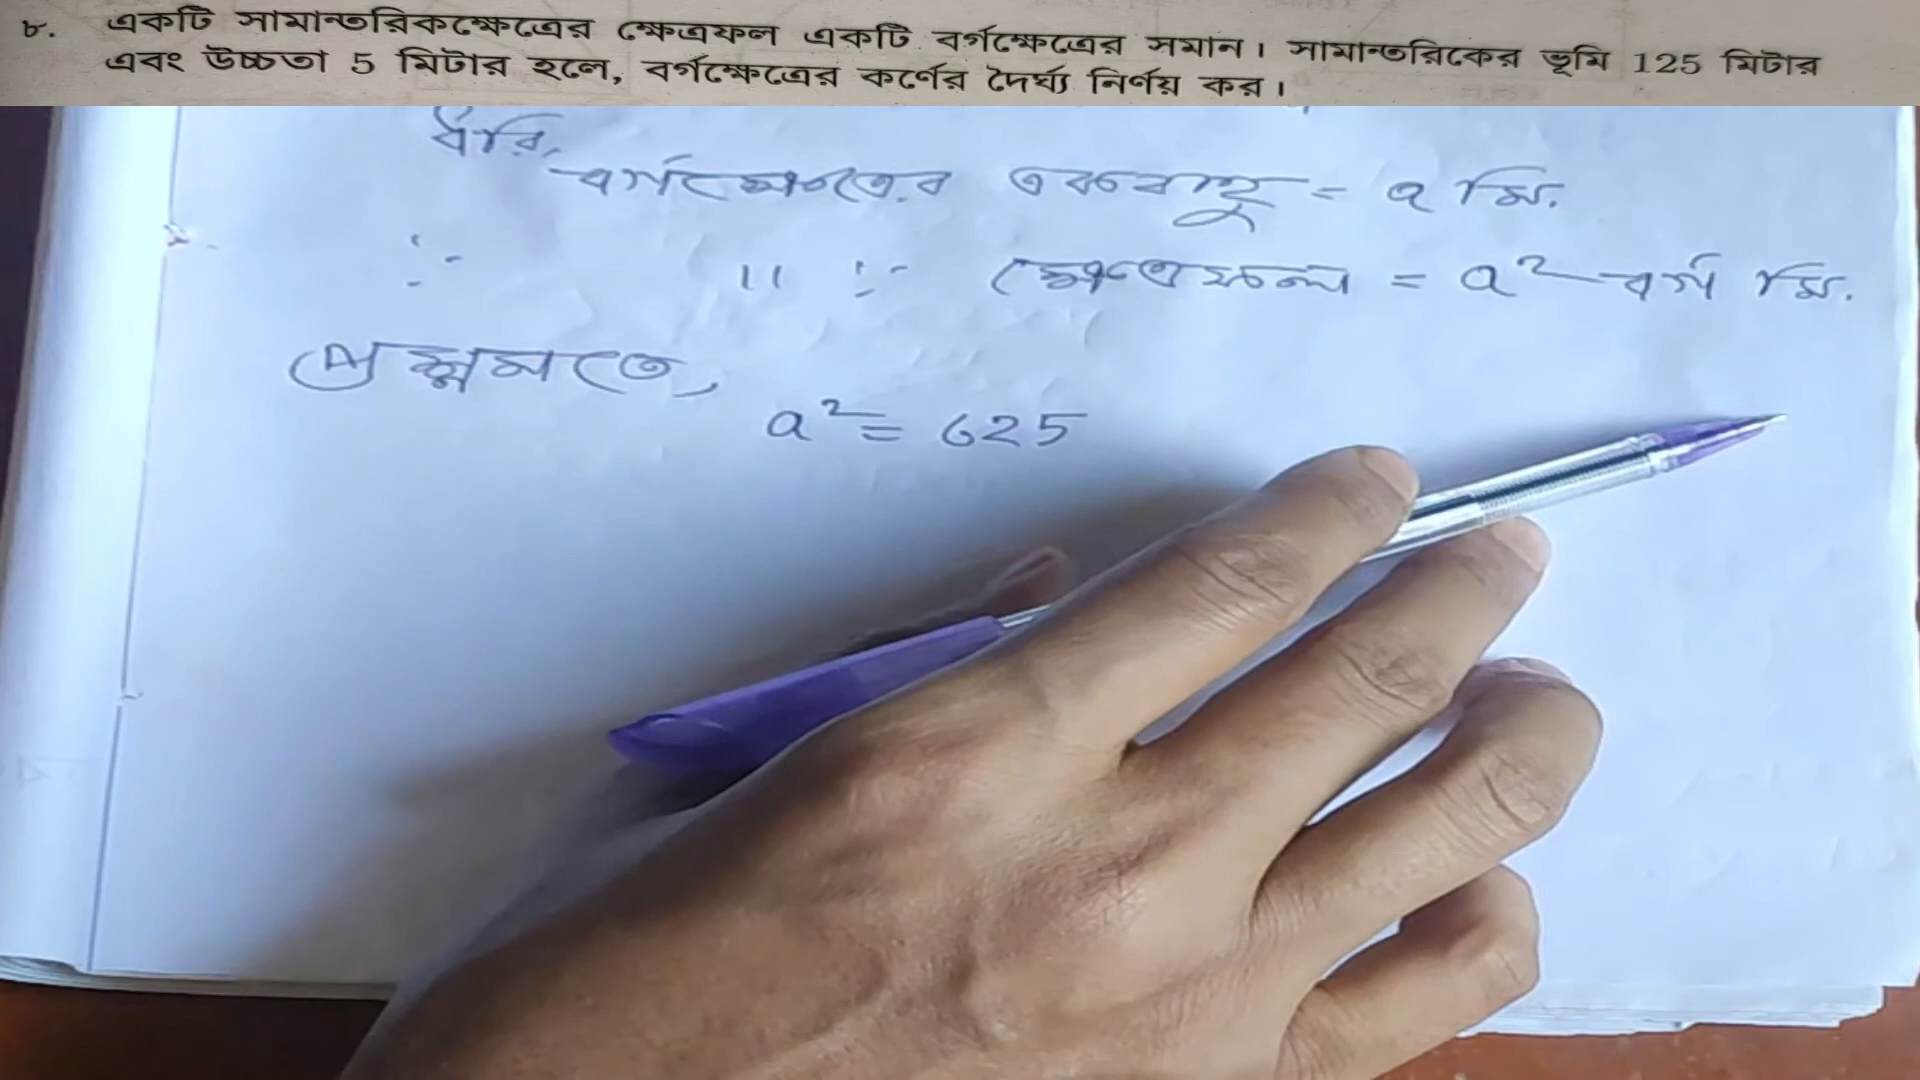 ৮. একটি সামান্তরিকক্ষেত্রের ক্ষেত্রফল একটি বর্গক্ষেত্রের সমান। সামান্তরিকের ভূমি 125 মিটার
এবং উচ্চতা 5 মিটার হলে, বর্গক্ষেত্রের কর্ণের দৈর্ঘ্য নির্ণয় কর।
ধরি,
বর্গক্ষেত্রের একবাহু = a মি.
∴ " ∴ ক্ষেত্রফল = a² বর্গ মি.
প্রশ্নমতে,
a² = 625